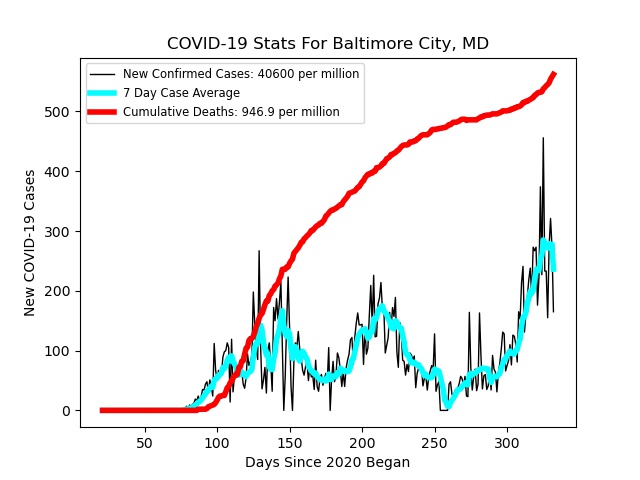 COVID-19 Stats For Baltimore City, MD
New Confirmed Cases: 40600 per million
7 Day Case Average
Cumulative Deaths: 946.9 per million
New COVID-19 Cases
500
400
300
200
100
0
50 100 150 200 250 300
Days Since 2020 Began